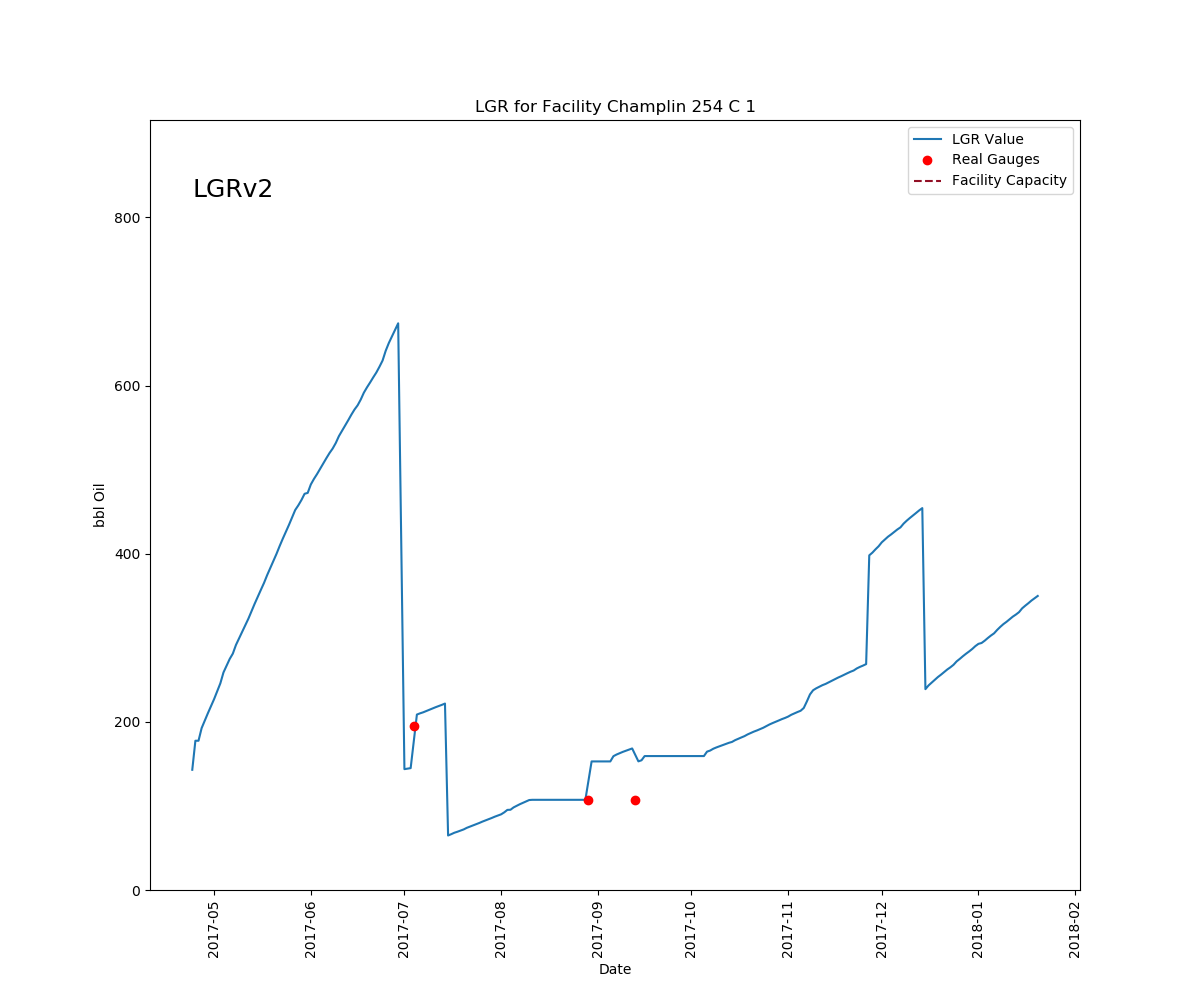 LGR for Facility Champlin 254 C 1
LGR Value
Real Gauges
Facility Capacity
LGRv2
bbl Oil
800
600
400
200
0
2017-05
2017-06
2017-07
2017-08
2017-09
2017-10
2017-11
2017-12
2018-01
2018-02
Date